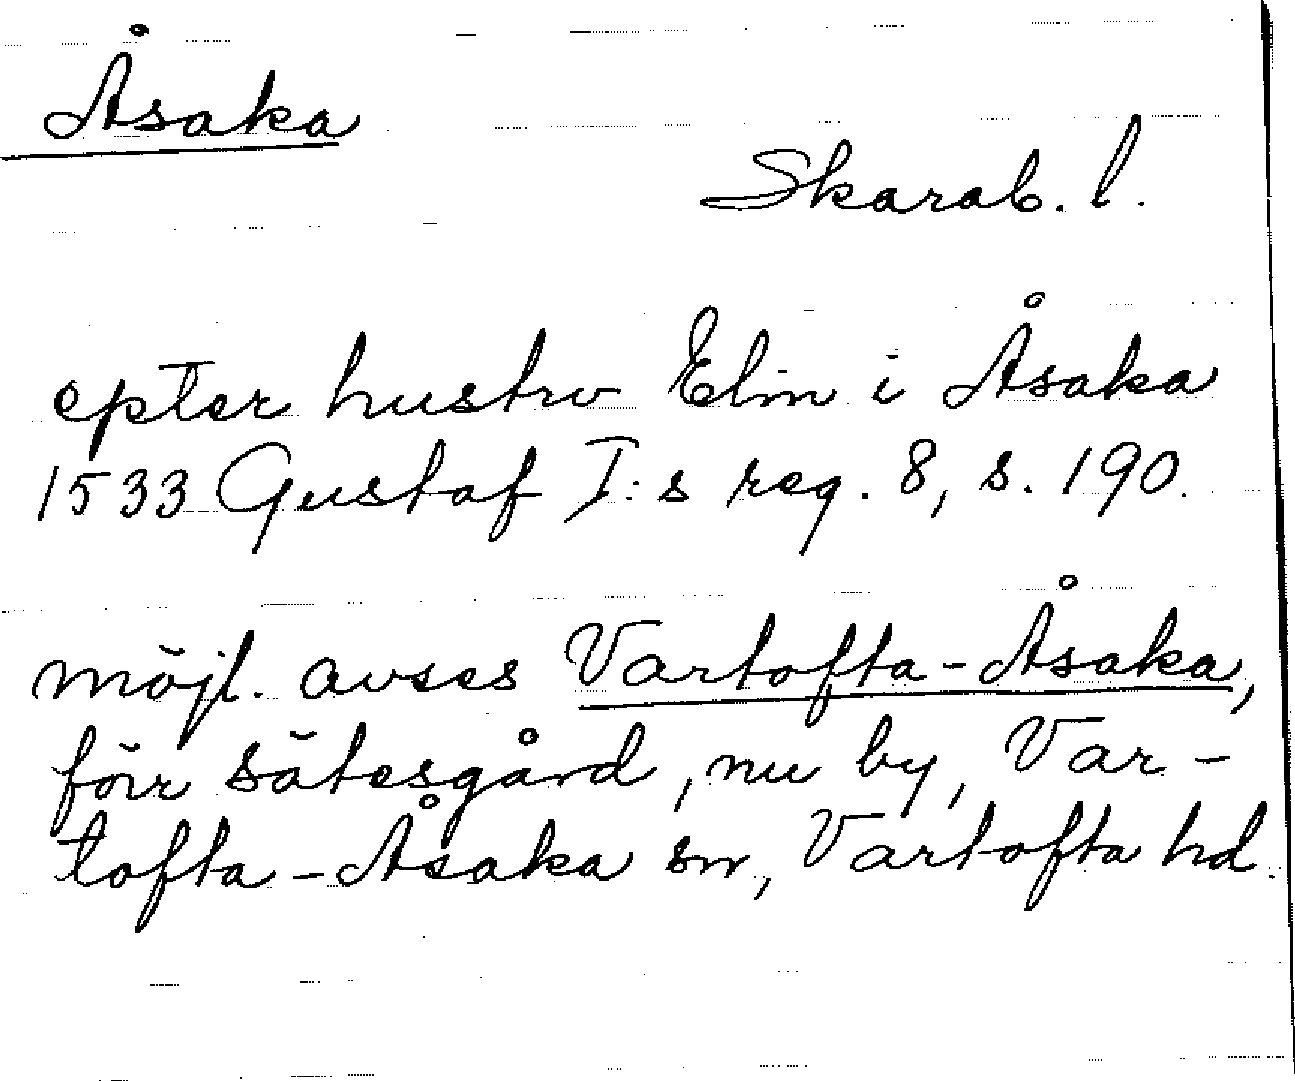 Åsaka
Skarab. l.
epter hustrv Elin i Åsaka
1533 Gustaf I:s reg. 8, s. 190.
möjl. avses Vartofta-Åsaka,
förr sätesgård, nu by, Var-
tofta-Åsaka sn, Vartofta hd.